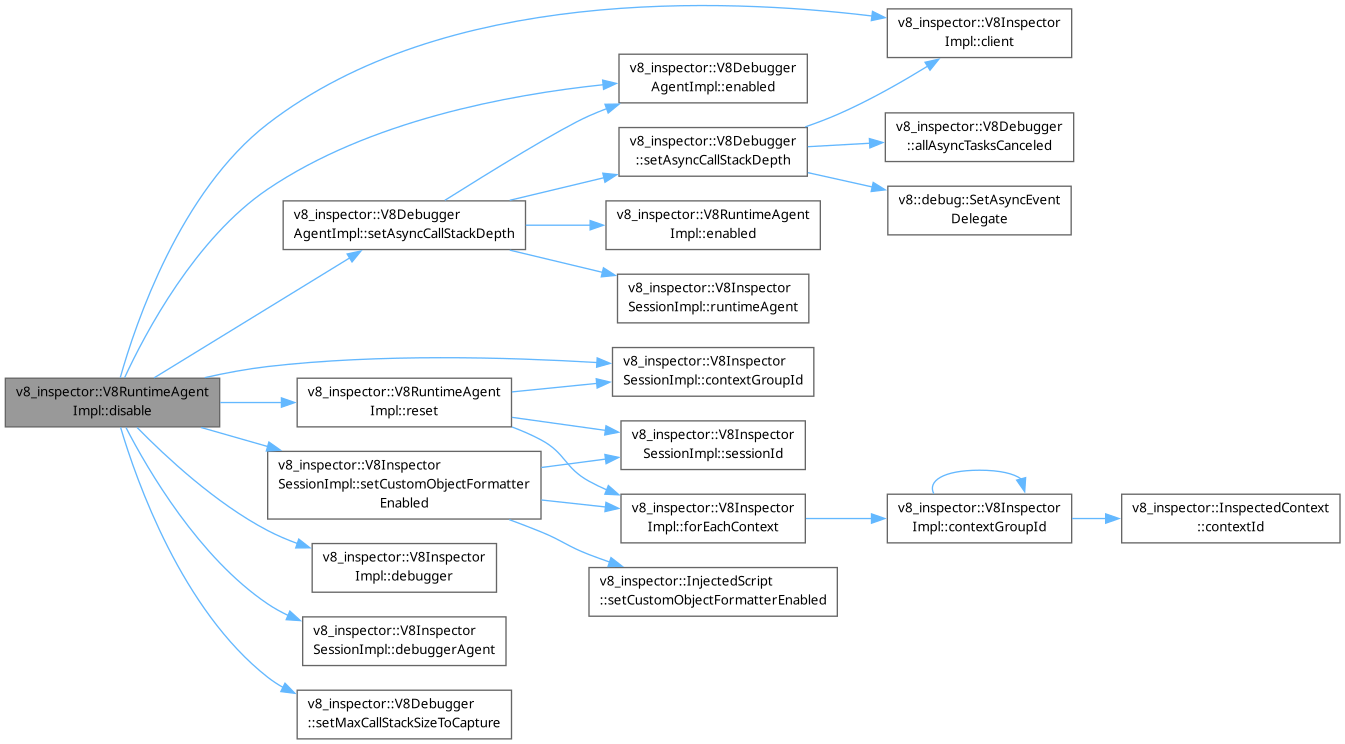 v8_inspector::V8RuntimeAgent
Impl::disable
v8_inspector::V8Inspector
Impl::client
v8_inspector::V8Debugger
AgentImpl::enabled
v8_inspector::V8Debugger
::setAsyncCallStackDepth
v8_inspector::V8Debugger
::allAsyncTasksCanceled
v8::debug::SetAsyncEvent
Delegate
v8_inspector::V8Debugger
AgentImpl::setAsyncCallStackDepth
v8_inspector::V8RuntimeAgent
Impl::enabled
v8_inspector::V8Inspector
SessionImpl::runtimeAgent
v8_inspector::V8Inspector
SessionImpl::contextGroupId
v8_inspector::V8RuntimeAgent
Impl::reset
v8_inspector::V8Inspector
SessionImpl::sessionId
v8_inspector::V8Inspector
SessionImpl::setCustomObjectFormatter
Enabled
v8_inspector::V8Inspector
Impl::forEachContext
v8_inspector::V8Inspector
Impl::contextGroupId
v8_inspector::InspectedContext
::contextId
v8_inspector::V8Inspector
Impl::debugger
v8_inspector::InjectedScript
::setCustomObjectFormatterEnabled
v8_inspector::V8Inspector
SessionImpl::debuggerAgent
v8_inspector::V8Debugger
::setMaxCallStackSizeToCapture